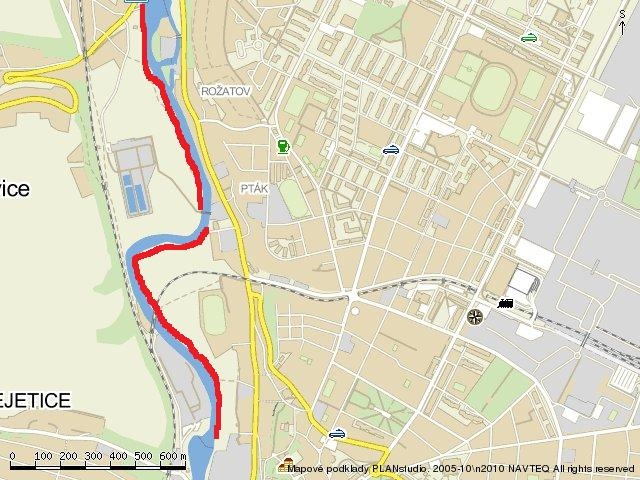 S
ROŽATOV
PTÁK
vice
EJETICE
0 100 200 300 400 500 600 m
Mapové podklady PLANstudio, 2005-10\n2010 NAVTEQ All rights reserved